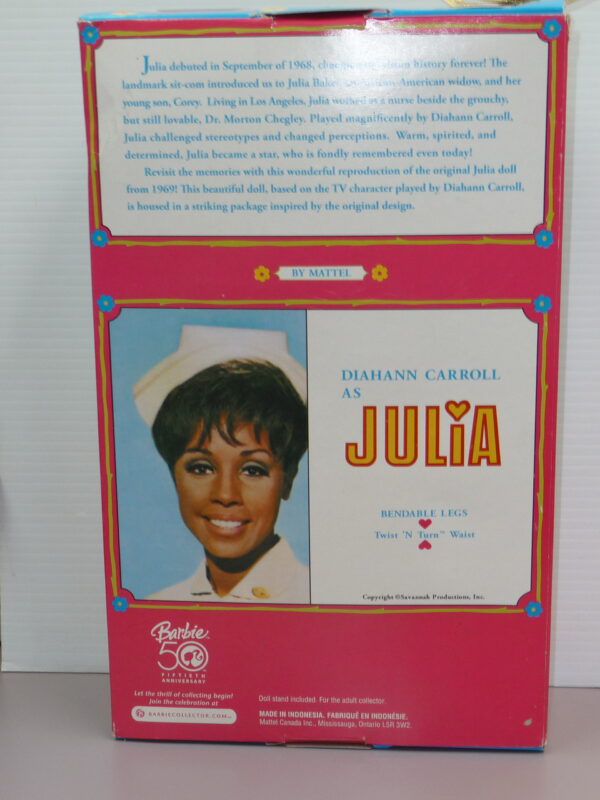 Julia debuted in September of 1968, television history forever! The
landmark sit-com introduced us to Julia Baker, American widow, and her
young son, Corey. Living in Los Angeles, Julia worked as a nurse beside the grouchy,
but still lovable, Dr. Morton Chegley. Played magnificently by Diahann Carroll,
Julia challenged stereotypes and changed perceptions. Warm, spirited, and
determined, Julia became a star, who is fondly remembered even today!
Revisit the memories with this wonderful reproduction of the original Julia doll
from 1969! This beautiful doll, based on the TV character played by Diahann Carroll,
is housed in a striking package inspired by the original design.
BY MATTEL
DIAHANN CARROLL
AS
JULiA
BENDABLE LEGS
Twist 'N Turn™ Waist
Copyright ©Savannah Productions, Inc.
Barbie
50
FIFTIETH
ANNIVERSARY
Let the thrill of collecting begin!
Join the celebration at
BARBIECOLLECTOR.COM
Doll stand included. For the adult collector.
MADE IN INDONESIA. FABRIQUÉ EN INDONÉSIE.
Mattel Canada Inc., Mississauga, Ontario L5R 3W2.